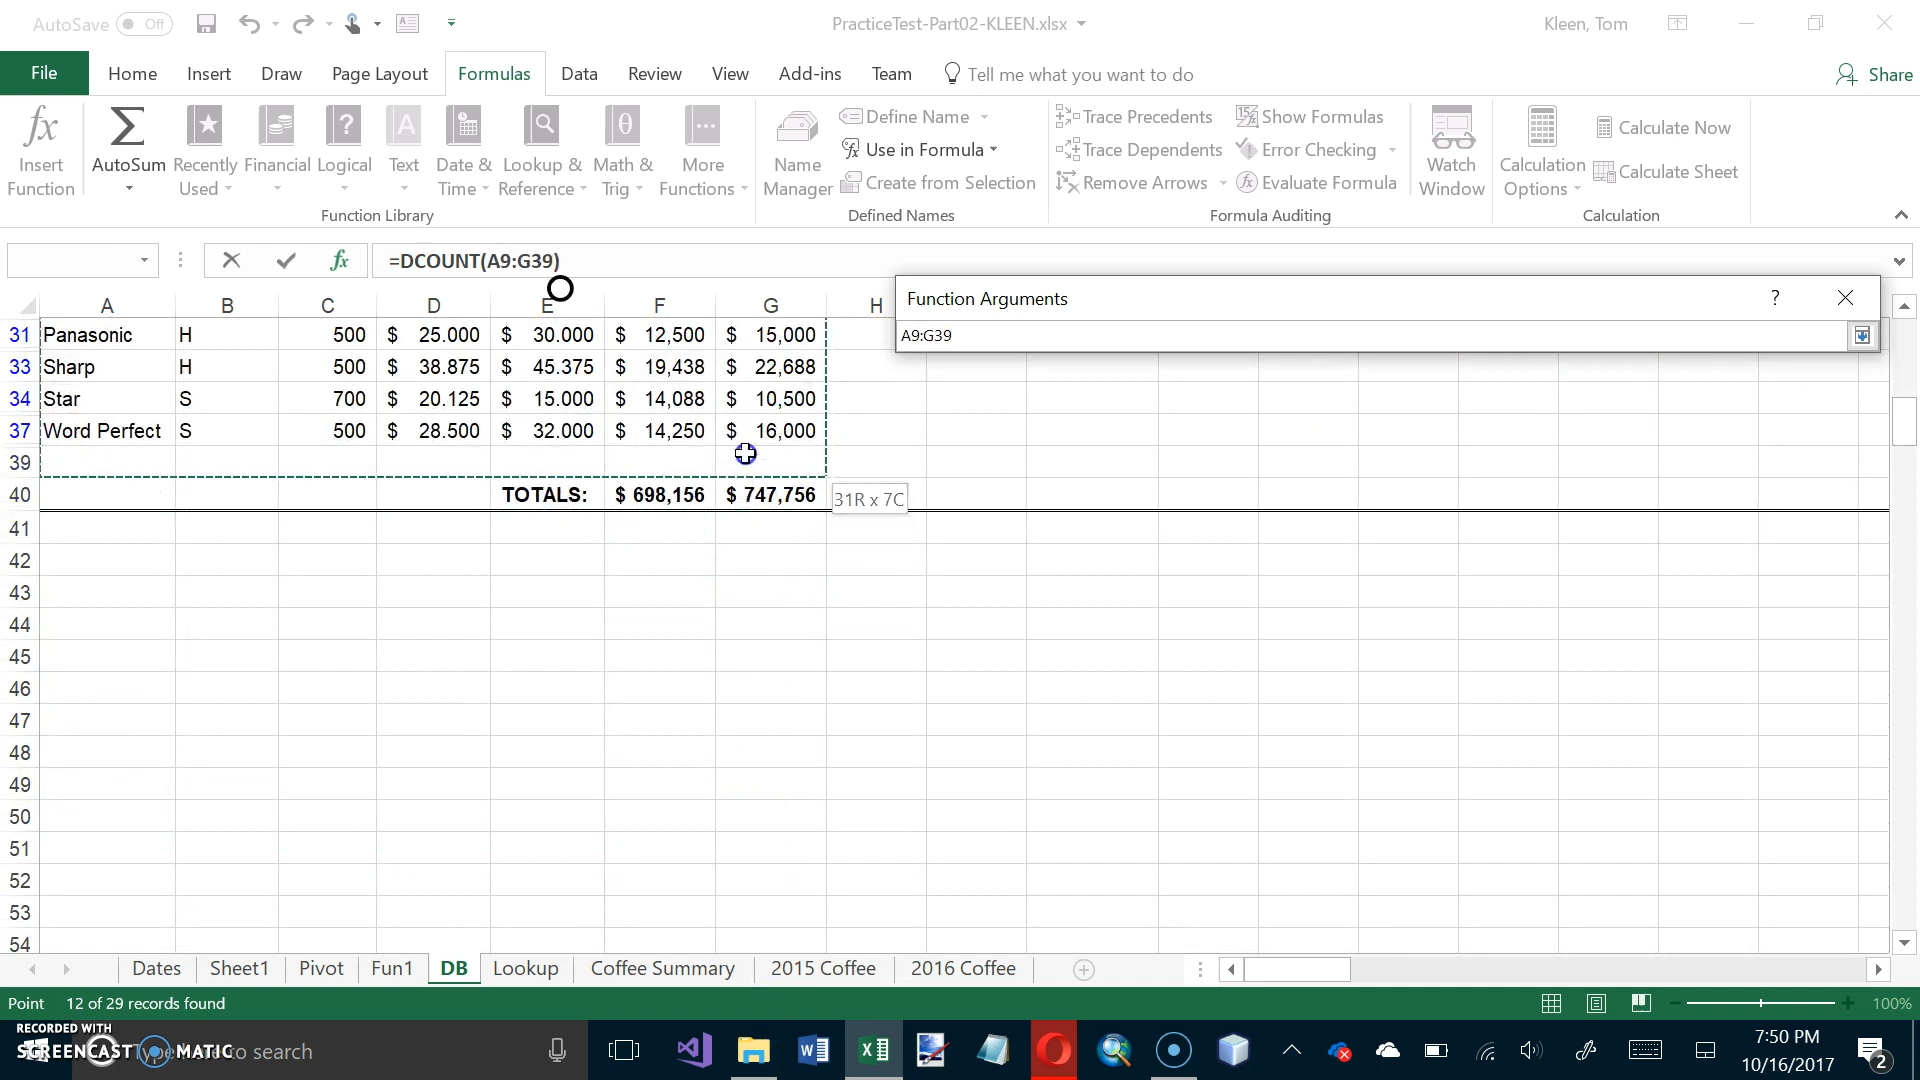 AutoSave Off PracticeTest-Part02-KLEEN.xlsx Kleen, Tom
File Home Insert Draw Page Layout Formulas Data Review View Add-ins Team Tell me what you want to do Share
Insert Function
AutoSum
Recently Used
Financial
Logical
Text
Date & Time
Lookup & Reference
Math & Trig
More Functions
Function Library
Name Manager
Define Name
Use in Formula
Create from Selection
Defined Names
Trace Precedents
Trace Dependents
Remove Arrows
Show Formulas
Error Checking
Evaluate Formula
Formula Auditing
Watch Window
Calculation Options
Calculate Now
Calculate Sheet
Calculation
fx =DCOUNT(A9:G39)
Function Arguments ?
A9:G39
A B C D E F G H
31 Panasonic H 500 $ 25.000 $ 30.000 $ 12,500 $ 15,000
33 Sharp H 500 $ 38.875 $ 45.375 $ 19,438 $ 22,688
34 Star S 700 $ 20.125 $ 15.000 $ 14,088 $ 10,500
37 Word Perfect S 500 $ 28.500 $ 32.000 $ 14,250 $ 16,000
39
40 TOTALS: $ 698,156 $ 747,756
31R x 7C
41
42
43
44
45
46
47
48
49
50
51
52
53
54
Dates Sheet1 Pivot Fun1 DB Lookup Coffee Summary 2015 Coffee 2016 Coffee
Point 12 of 29 records found 100%
RECORDED WITH
SCREENCAST MATIC
here to search
7:50 PM
10/16/2017
2